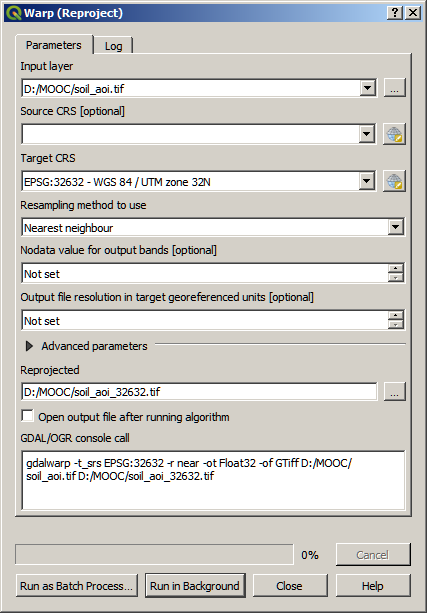 Warp (Reproject)
Parameters
Log
Input layer
D:/MOOC/soil_aoi.tif
...
Source CRS [optional]
Target CRS
EPSG:32632 - WGS 84 / UTM zone 32N
Resampling method to use
Nearest neighbour
Nodata value for output bands [optional]
Not set
Output file resolution in target georeferenced units [optional]
Not set
Advanced parameters
Reprojected
D:/MOOC/soil_aoi_32632.tif
...
Open output file after running algorithm
GDAL/OGR console call
gdalwarp -t_srs EPSG:32632 -r near -ot Float32 -of GTiff D:/MOOC/
soil_aoi.tif D:/MOOC/soil_aoi_32632.tif
0%
Cancel
Run as Batch Process...
Run in Background
Close
Help